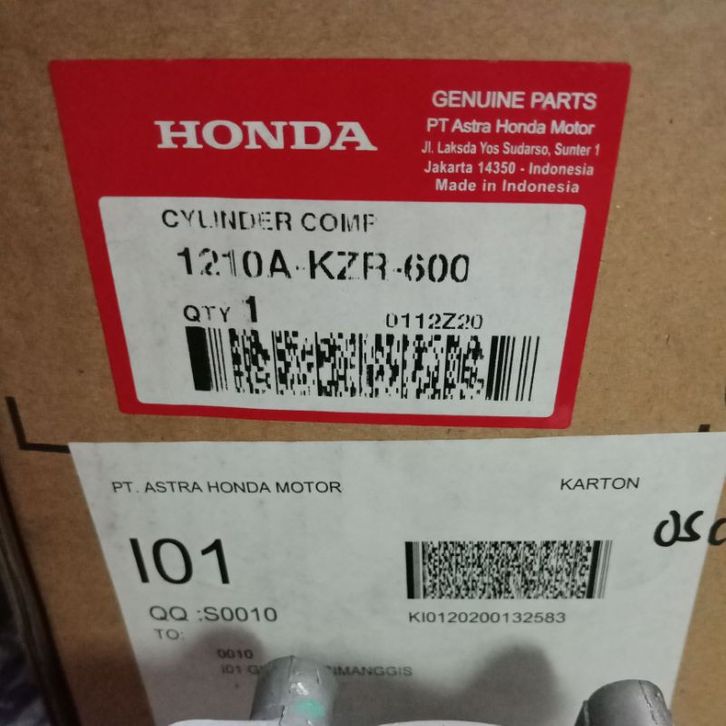 HONDA
GENUINE PARTS
PT Astra Honda Motor
Jl. Laksda Yos Sudarso, Sunter 1
Jakarta 14350 - Indonesia
Made in Indonesia
CYLINDER COMP
1210A-KZR-600
QTY 1
0112Z20
PT. ASTRA HONDA MOTOR
KARTON
I01
QQ :S0010
KI0120200132583
TO:
0010
I01